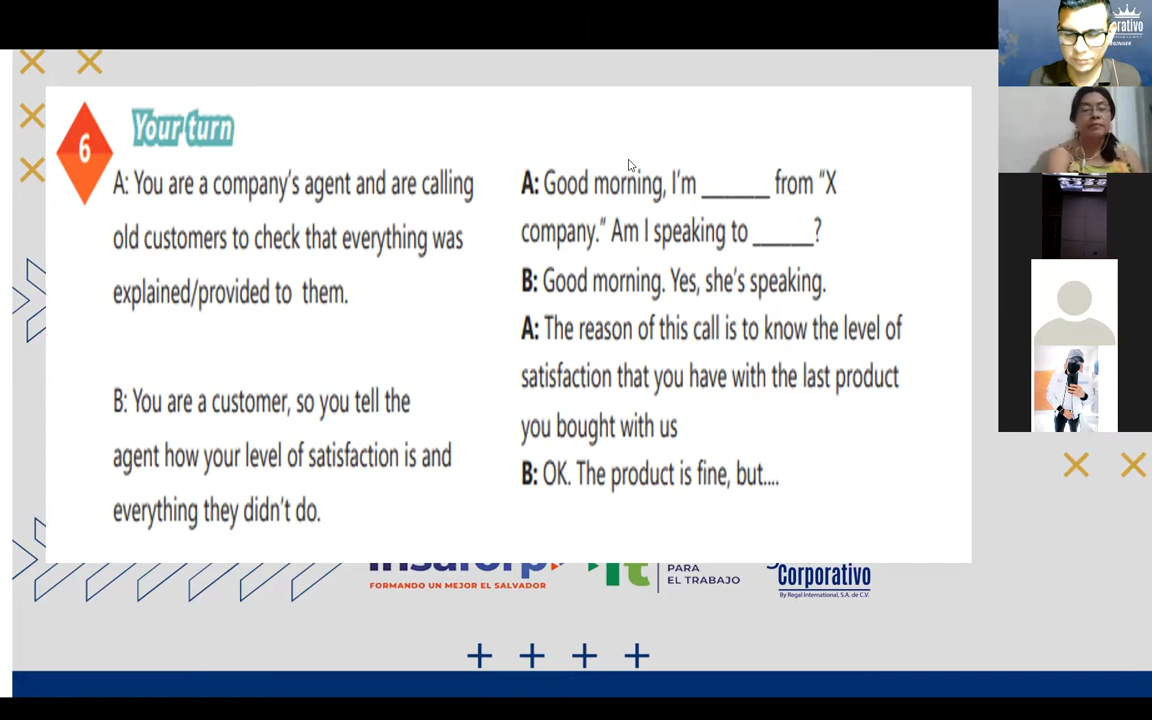 6
Your turn
A: You are a company's agent and are calling
old customers to check that everything was
explained/provided to them.
B: You are a customer, so you tell the
agent how your level of satisfaction is and
everything they didn't do.
A: Good morning, I'm _______ from “X
company.” Am I speaking to ______?
B: Good morning. Yes, she's speaking.
A: The reason of this call is to know the level of
satisfaction that you have with the last product
you bought with us
B: OK. The product is fine, but....
FORMANDO UN MEJOR EL SALVADOR
PARA
EL TRABAJO
Corporativo
By Regal International, S.A. de C.V.